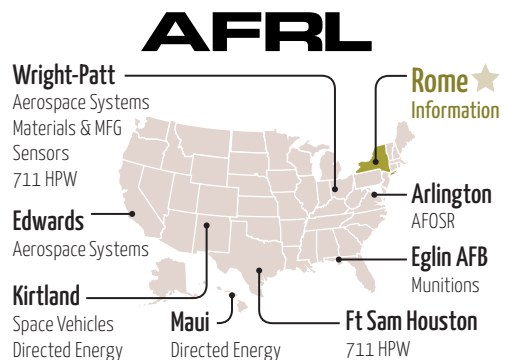 AFRL
Wright-Patt
Aerospace Systems
Materials & MFG
Sensors
711 HPW
Rome
Information
Edwards
Aerospace Systems
Arlington
AFOSR
Eglin AFB
Munitions
Kirtland
Space Vehicles
Directed Energy
Maui
Directed Energy
Ft Sam Houston
711 HPW